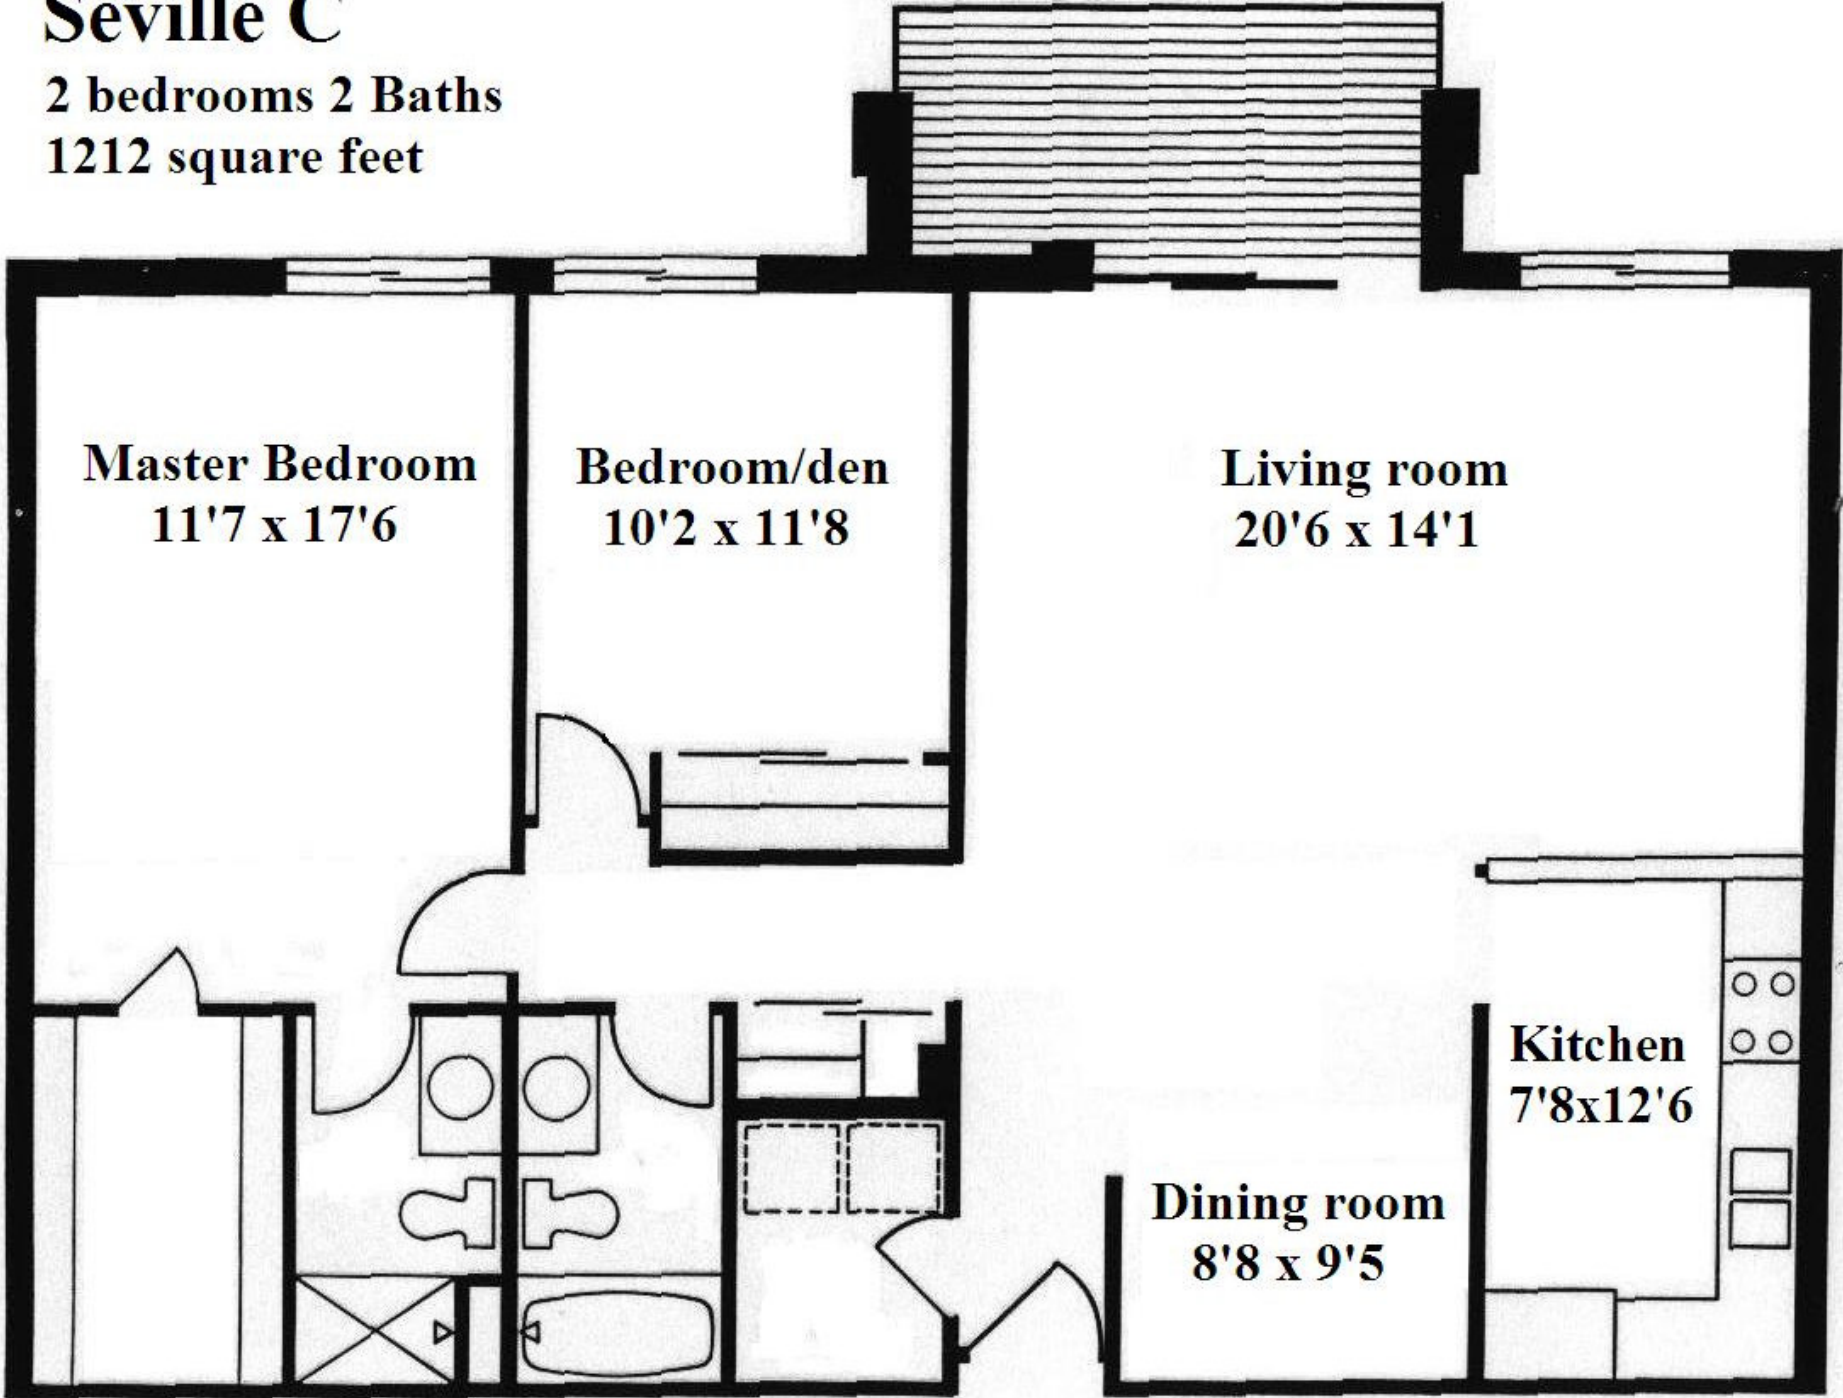 Seville C
2 bedrooms 2 Baths
1212 square feet
Master Bedroom
11'7 x 17'6
Bedroom/den
10'2 x 11'8
Living room
20'6 x 14'1
Kitchen
7'8x12'6
Dining room
8'8 x 9'5